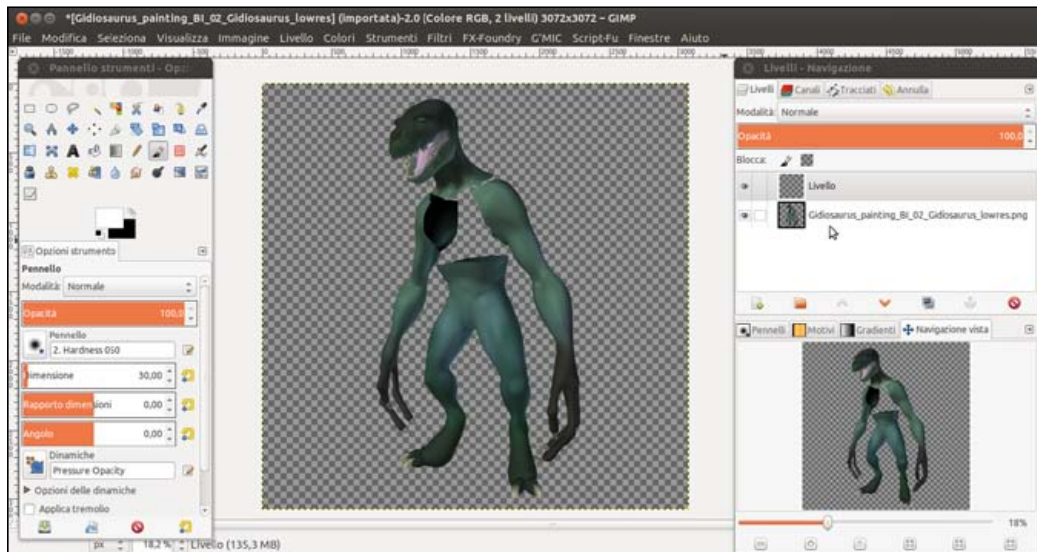 *[Gidiosaurus_painting_BI_02_Gidiosaurus_lowres] (importata)-2.0 (Colore RGB, 2 livelli) 3072x3072 – GIMP
File Modifica Seleziona Visualizza Immagine Livello Colori Strumenti Filtri FX-Foundry G'MIC Script-Fu Finestre Aiuto
Pannello strumenti - Op
Opzioni strumento
Pennello
Modalità: Normale
Opacità 100,0
Pennello
2. Hardness 050
Dimensione 30,00
Rapporto dimensioni 0,00
Angolo 0,00
Dinamiche
Pressure Opacity
Opzioni delle dinamiche
Applica tremolio
px 18,2% Livello (135,3 MB)
Livelli - Navigazione
Livelli Canali Tracciati Annulla
Modalità: Normale
Opacità 100,0
Blocca:
Livello
Gidiosaurus_painting_BI_02_Gidiosaurus_lowres.png
Pennelli Motivi Gradienti Navigazione vista
18%